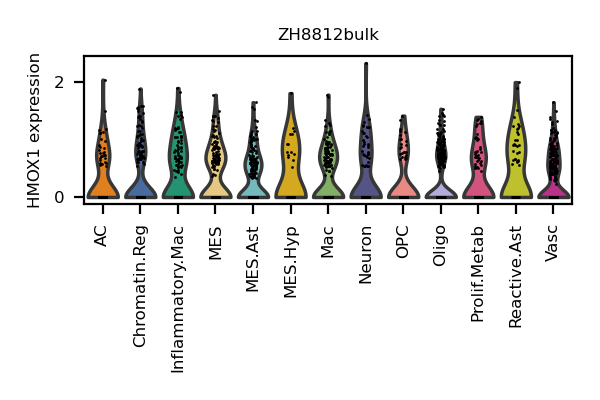 ZH8812bulk
HMOX1 expression
2
0
AC
Chromatin.Reg
Inflammatory.Mac
MES
MES.Ast
MES.Hyp
Mac
Neuron
OPC
Oligo
Prolif.Metab
Reactive.Ast
Vasc